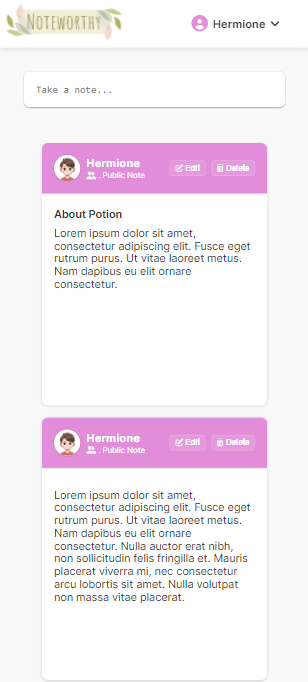 NOTEWORTHY
Hermione
Take a note...
Hermione
. Public Note
Edit
Delete
About Potion
Lorem ipsum dolor sit amet,
consectetur adipiscing elit. Fusce eget
rutrum purus. Ut vitae laoreet metus.
Nam dapibus eu elit ornare
consectetur.
Hermione
. Public Note
Edit
Delete
Lorem ipsum dolor sit amet,
consectetur adipiscing elit. Fusce eget
rutrum purus. Ut vitae laoreet metus.
Nam dapibus eu elit ornare
consectetur. Nulla auctor erat nibh,
non sollicitudin felis fringilla et. Mauris
placerat viverra mi, nec consectetur
arcu lobortis sit amet. Nulla volutpat
non massa vitae placerat.